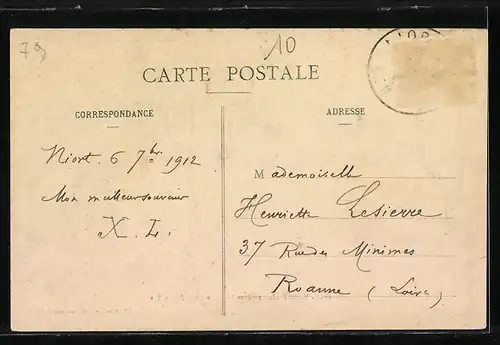 79
10
NIOR
CARTE POSTALE
CORRESPONDANCE
Niort. 6 7bre 1912
Mon meilleur souvenir
X. L.
ADRESSE
Mademoiselle
Henriette Lesierre
37 Rue des Minimes
Roanne (Loire)